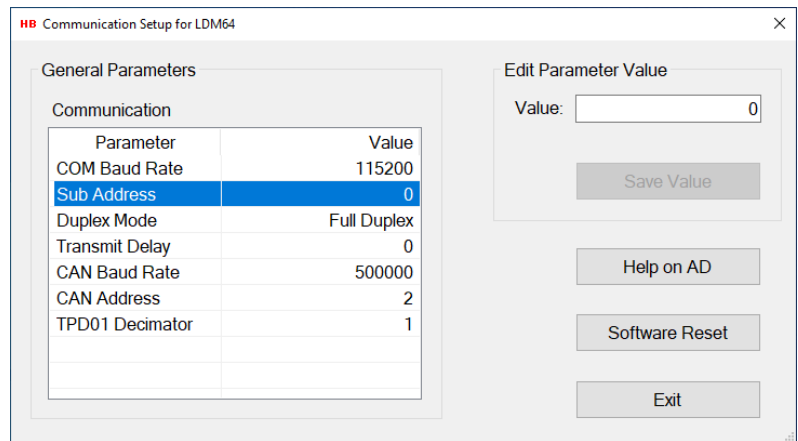 HB Communication Setup for LDM64
General Parameters
Communication
Parameter Value
COM Baud Rate 115200
Sub Address 0
Duplex Mode Full Duplex
Transmit Delay 0
CAN Baud Rate 500000
CAN Address 2
TPD01 Decimator 1
Edit Parameter Value
Value: 0
Save Value
Help on AD
Software Reset
Exit